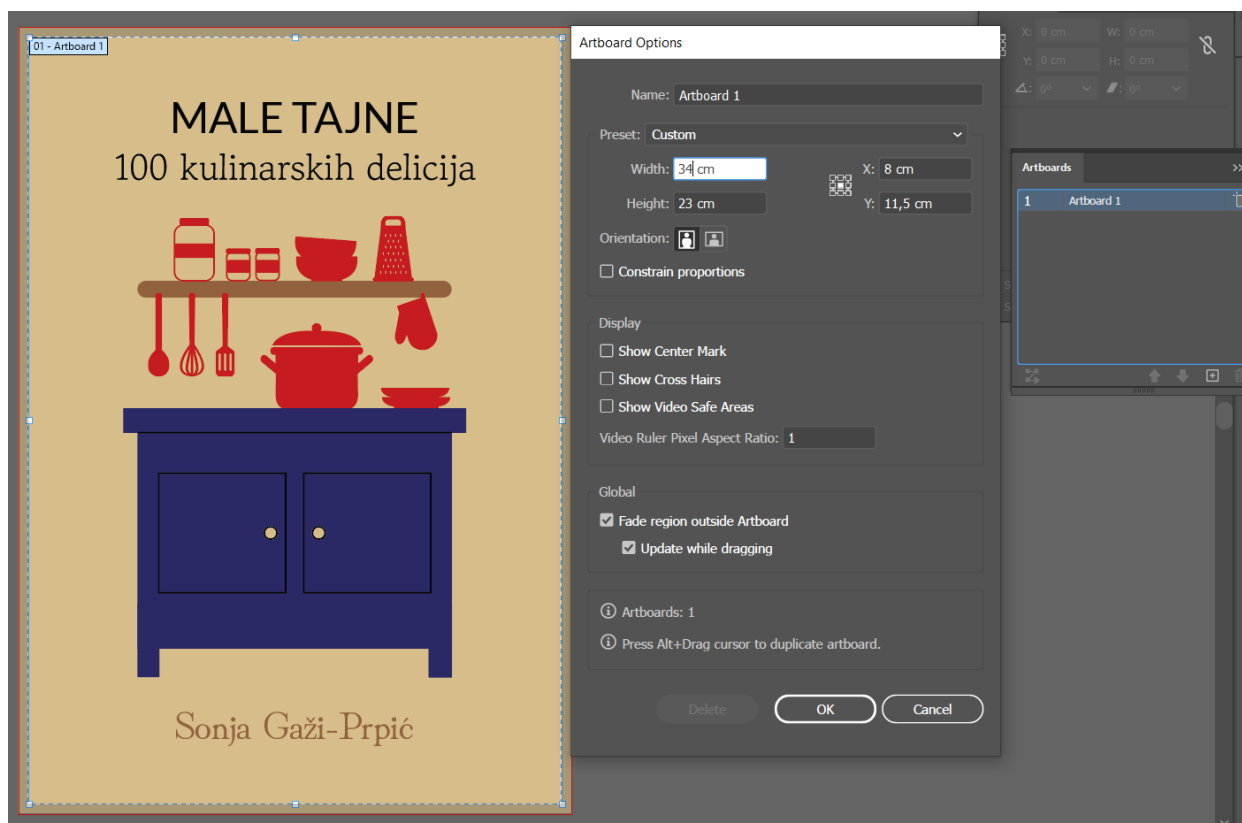 01 - Artboard 1
MALE TAJNE
100 kulinarskih delicija
Sonja Gaži-Prpić
Artboard Options
Name: Artboard 1
Preset: Custom
Width: 34 cm
X: 8 cm
Height: 23 cm
Y: 11,5 cm
Orientation:
Constrain proportions
Display
Show Center Mark
Show Cross Hairs
Show Video Safe Areas
Video Ruler Pixel Aspect Ratio: 1
Global
Fade region outside Artboard
Update while dragging
Artboards: 1
Press Alt+Drag cursor to duplicate artboard.
Delete OK Cancel
X: 0 cm W: 0 cm
Y: 0 cm H: 0 cm
0° 0°
Artboards
1 Artboard 1